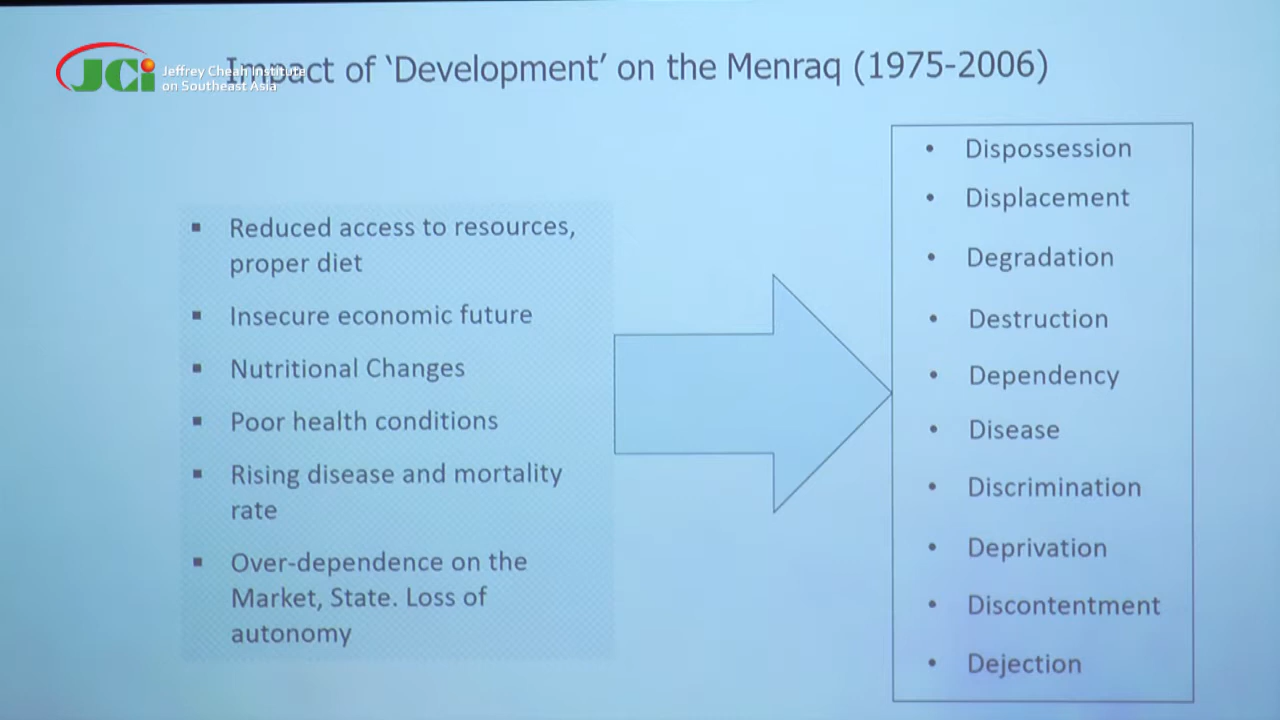 JCi
Jeffrey Cheah Institute
on Southeast Asia
Impact of ‘Development’ on the Menraq (1975-2006)
▪ Reduced access to resources,
proper diet
▪ Insecure economic future
▪ Nutritional Changes
▪ Poor health conditions
▪ Rising disease and mortality
rate
▪ Over-dependence on the
Market, State. Loss of
autonomy
• Dispossession
• Displacement
• Degradation
• Destruction
• Dependency
• Disease
• Discrimination
• Deprivation
• Discontentment
• Dejection